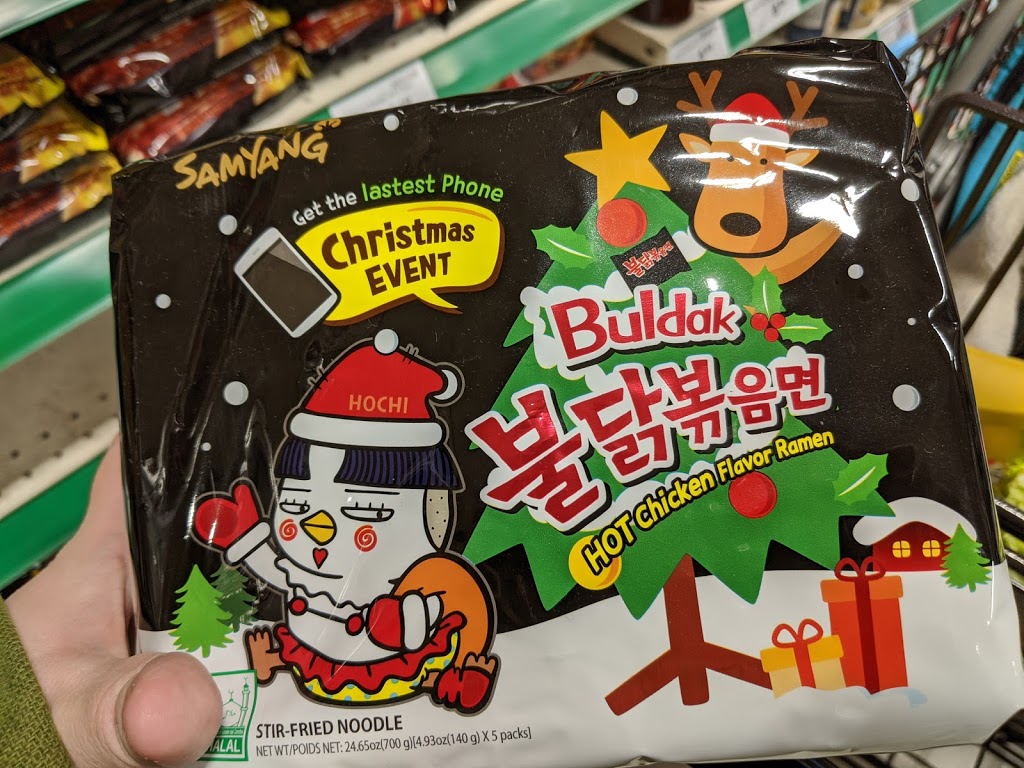 SAMYANG
Get the lastest Phone
Christmas
EVENT
불닭볶음면
Buldak
불닭볶음면
HOT Chicken Flavor Ramen
HOCHI
STIR-FRIED NOODLE
NET WT/POIDS NET: 24.65oz(700 g)[4.93oz(140 g) X 5 packs]